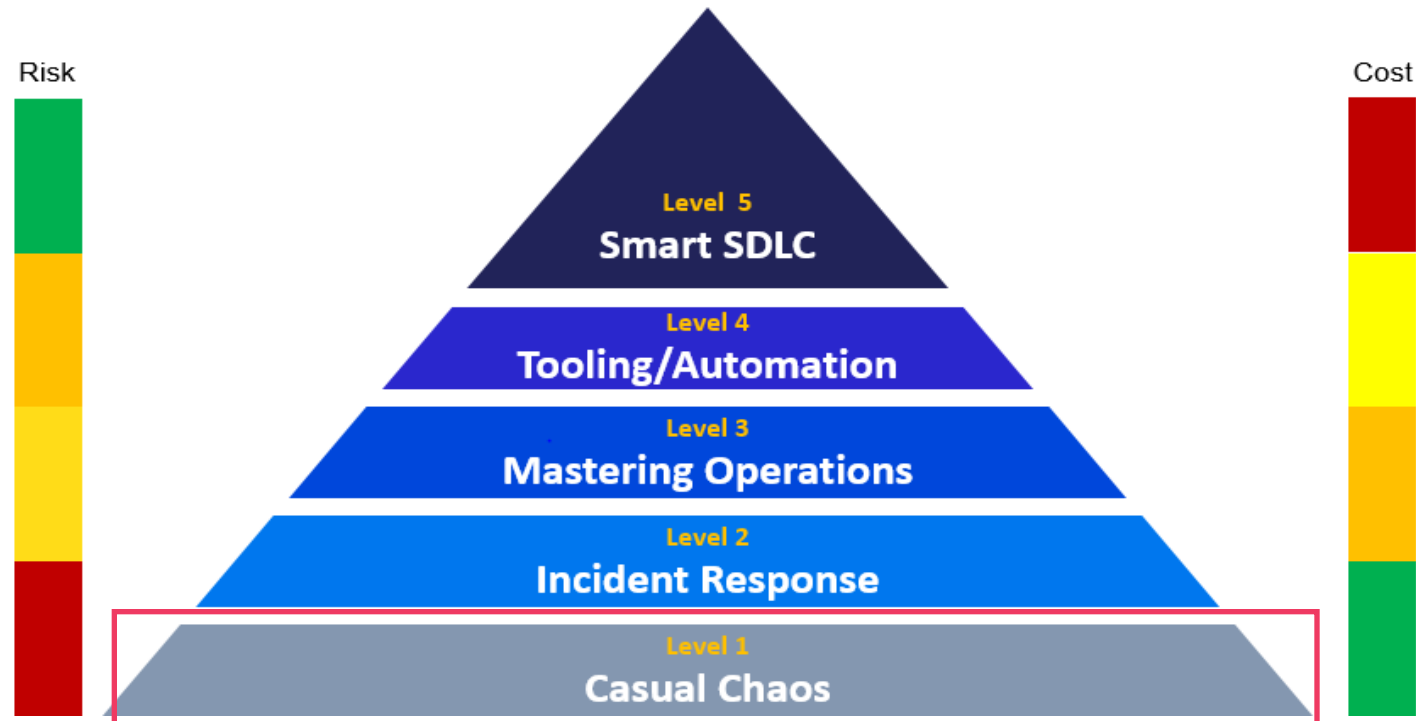 Risk
Cost
Level 5
Smart SDLC
Level 4
Tooling/Automation
Level 3
Mastering Operations
Level 2
Incident Response
Level 1
Casual Chaos